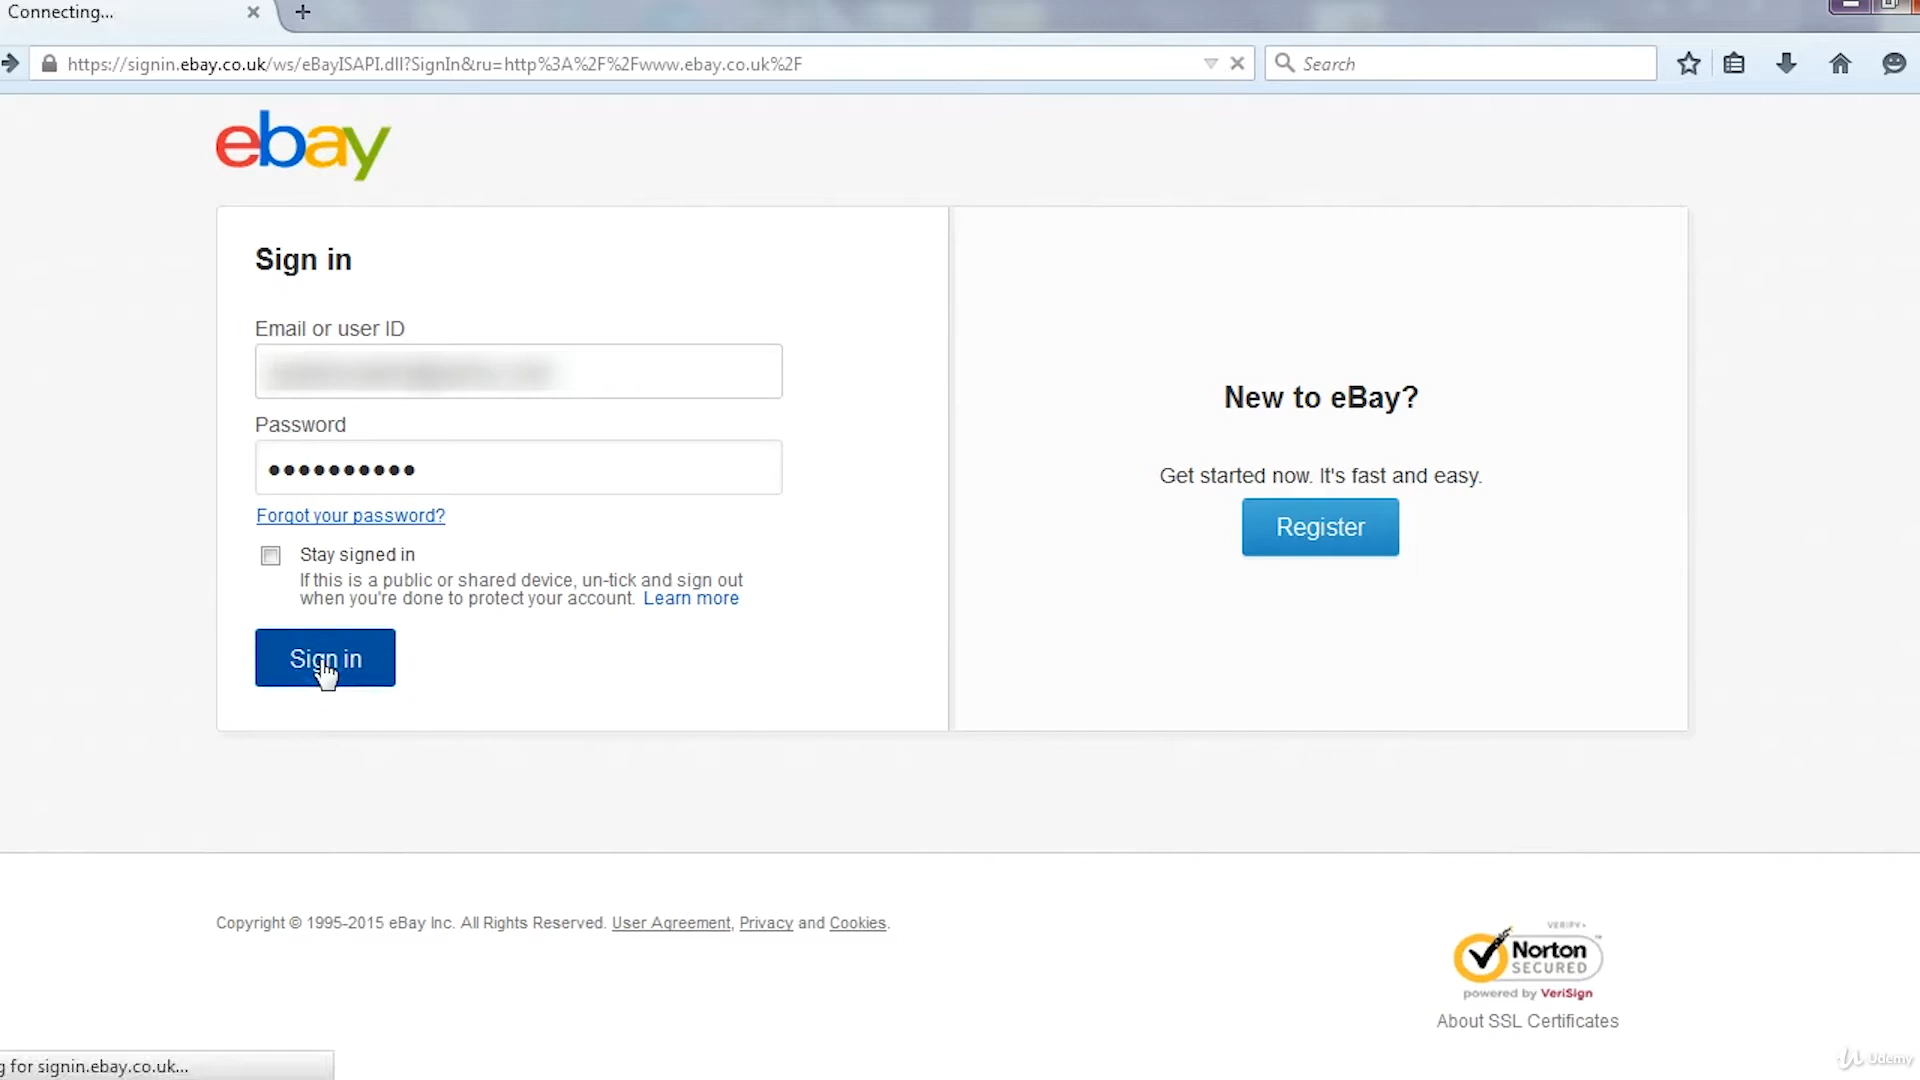 Connecting...
https://signin.ebay.co.uk/ws/eBayISAPI.dll?SignIn&ru=http%3A%2F%2Fwww.ebay.co.uk%2F
Search
ebay
Sign in
Email or user ID
Password
Forgot your password?
Stay signed in
If this is a public or shared device, un-tick and sign out
when you're done to protect your account. Learn more
Sign in
New to eBay?
Get started now. It's fast and easy.
Register
Copyright © 1995-2015 eBay Inc. All Rights Reserved. User Agreement, Privacy and Cookies.
VERIFY
Norton
SECURED
powered by VeriSign
About SSL Certificates
g for signin.ebay.co.uk...
Udemy